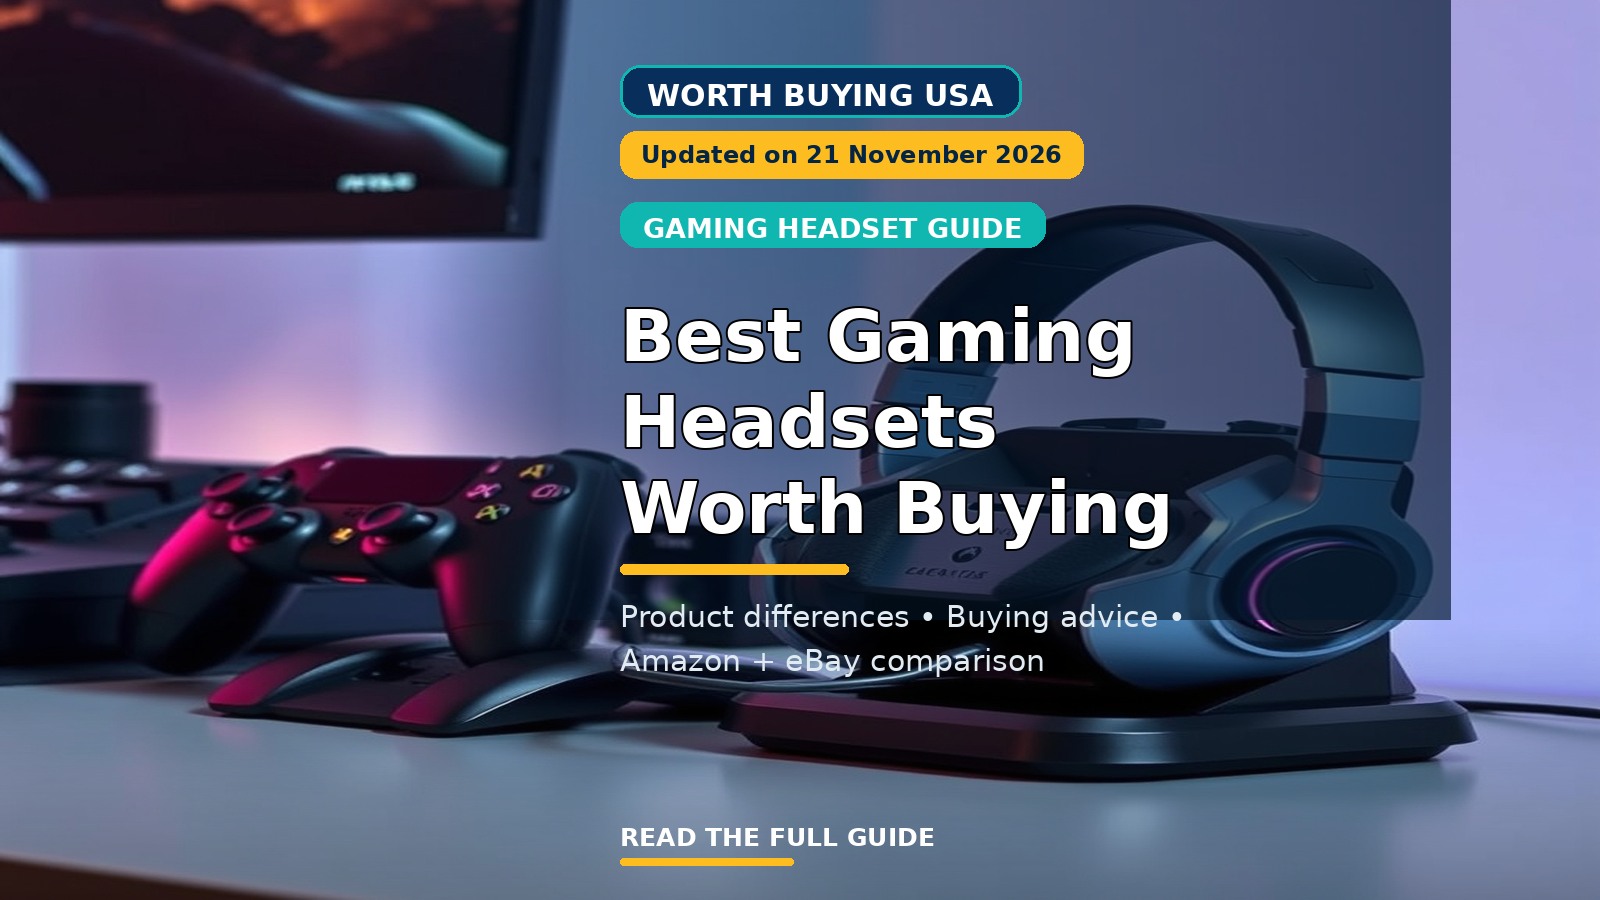 WORTH BUYING USA
Updated on 21 November 2026
GAMING HEADSET GUIDE
Best Gaming
Headsets
Worth Buying
Product differences • Buying advice •
Amazon + eBay comparison
READ THE FULL GUIDE